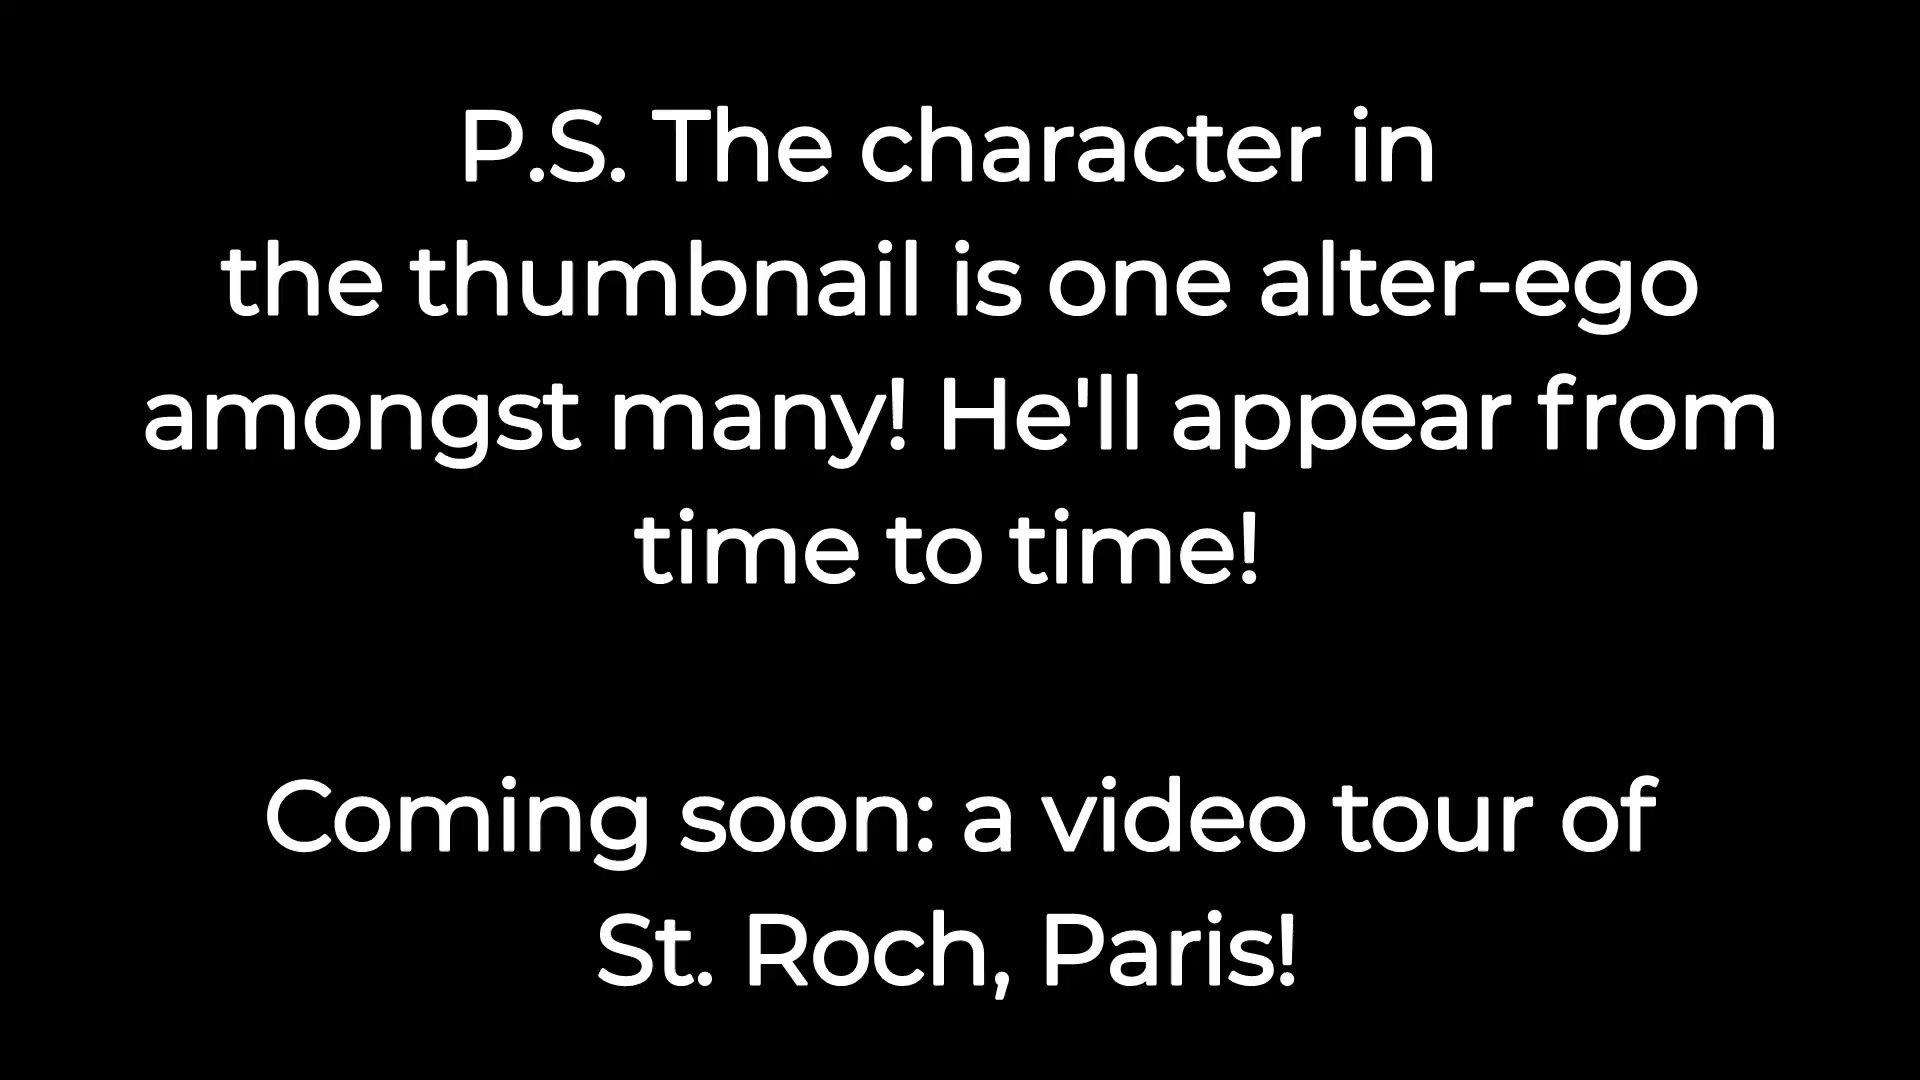 P.S. The character in
the thumbnail is one alter-ego
amongst many! He'll appear from
time to time!
Coming soon: a video tour of
St. Roch, Paris!